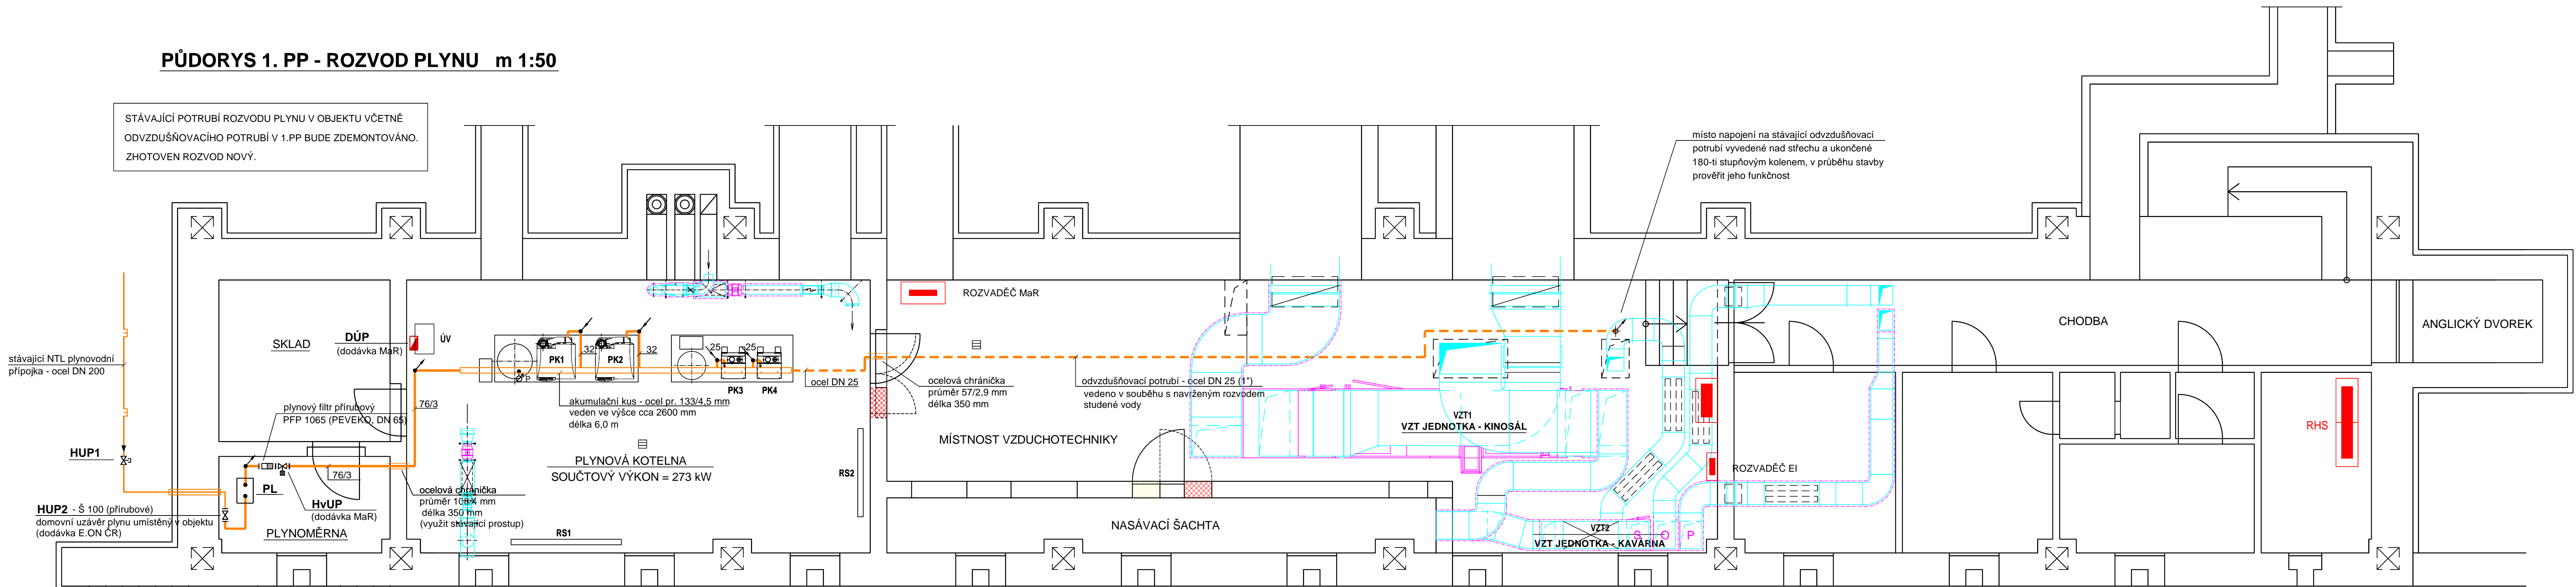 PŮDORYS 1. PP - ROZVOD PLYNU m 1:50
STÁVAJÍCÍ POTRUBÍ ROZVODU PLYNU V OBJEKTU VČETNĚ
ODVZDUŠŇOVACÍHO POTRUBÍ V 1.PP BUDE ZDEMONTOVÁNO.
ZHOTOVEN ROZVOD NOVÝ.
místo napojení na stávající odvzdušňovací
potrubí vyvedené nad střechu a ukončené
180-ti stupňovým kolenem, v průběhu stavby
prověřit jeho funkčnost
stávající NTL plynovodní
přípojka - ocel DN 200
HUP1
HUP2 - Š 100 (přírubové)
domovní uzávěr plynu umístěný v objektu
(dodávka E.ON ČR)
SKLAD
DÚP
(dodávka MaR)
ÚV
plynový filtr přírubový
PFP 1065 (PEVEKO, DN 65)
76/3
76/3
PL
HvUP
(dodávka MaR)
PLYNOMĚRNA
ocelová chránička
průměr 108/4 mm
délka 350 mm
(využit stávající prostup)
PK1
32
PK2
32
P
25
25
PK3
PK4
akumulační kus - ocel pr. 133/4,5 mm
veden ve výšce cca 2600 mm
délka 6,0 m
PLYNOVÁ KOTELNA
SOUČTOVÝ VÝKON = 273 kW
RS1
RS2
ocel DN 25
ROZVADĚČ MaR
ocelová chránička
průměr 57/2,9 mm
délka 350 mm
odvzdušňovací potrubí - ocel DN 25 (1")
vedeno v souběhu s navrženým rozvodem
studené vody
MÍSTNOST VZDUCHOTECHNIKY
NASÁVACÍ ŠACHTA
VZT1
VZT JEDNOTKA - KINOSÁL
VZT2
VZT JEDNOTKA - KAVÁRNA
S O P
ROZVADĚČ El
CHODBA
ANGLICKÝ DVOREK
RHS